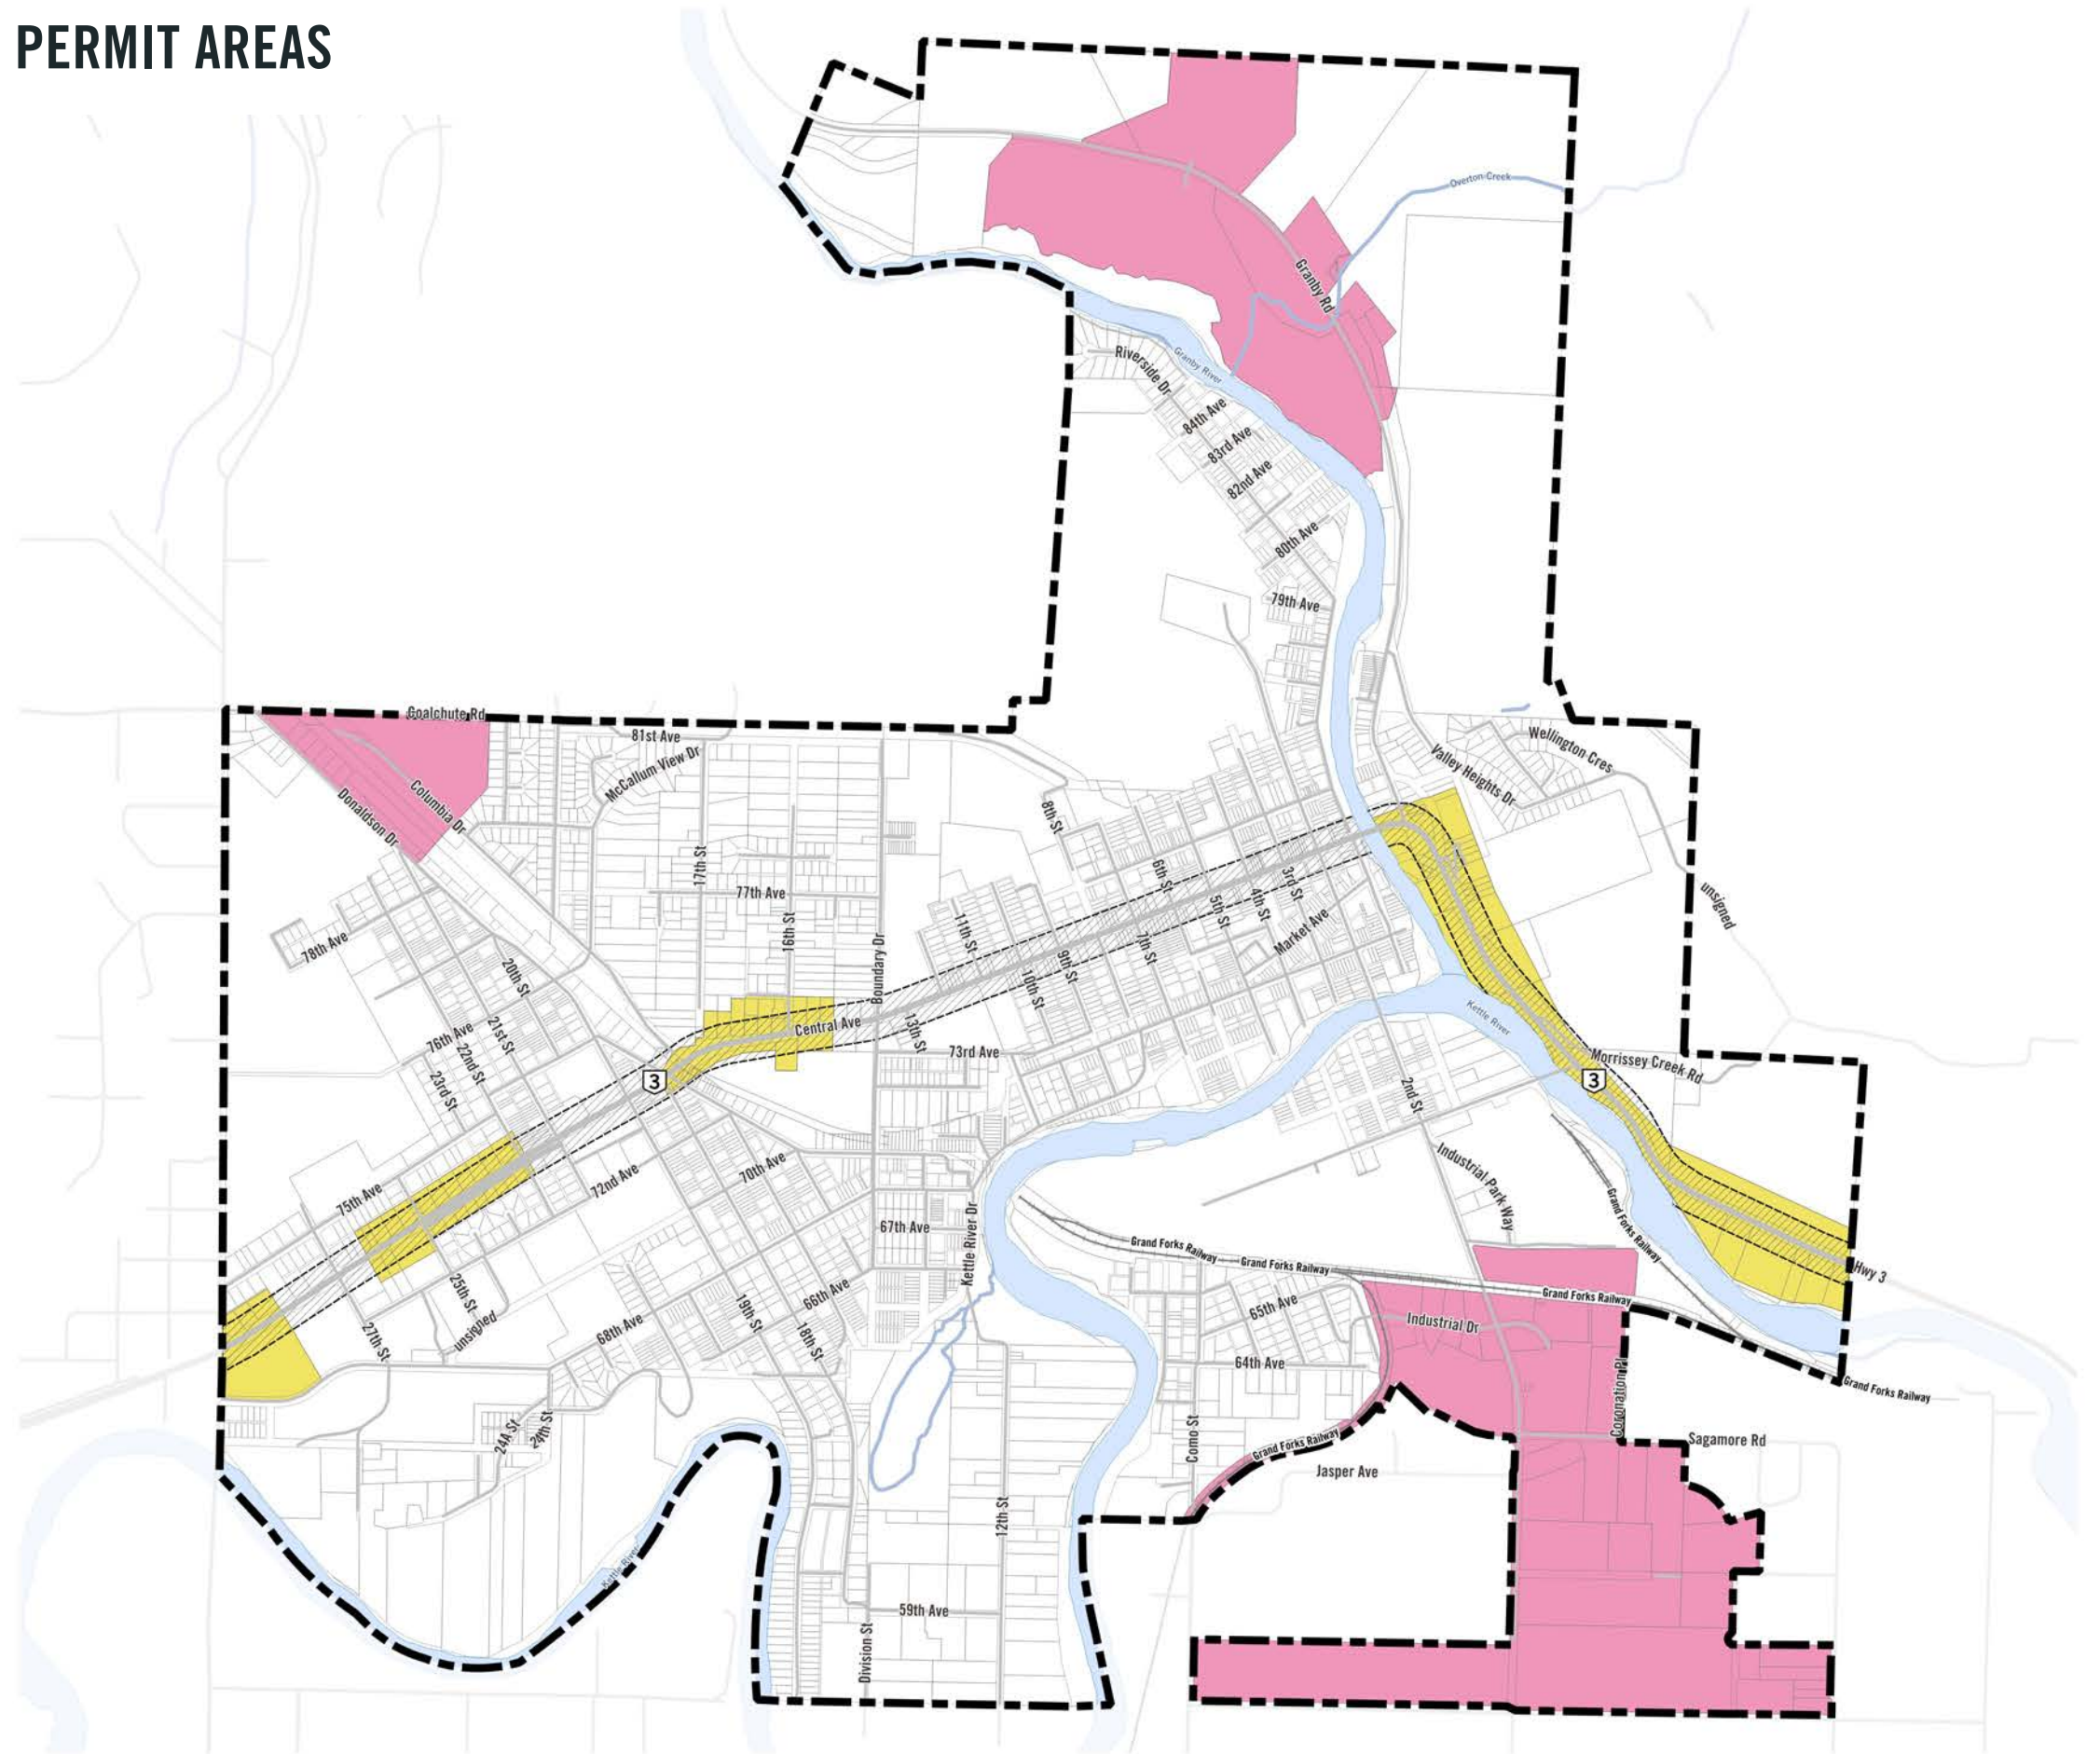 PERMIT AREAS
Overton Creek
Granby Rd
Granby River
Riverside Dr
84th Ave
83rd Ave
82nd Ave
80th Ave
79th Ave
Coalchute Rd
81st Ave
McCallum View Dr
Wellington Cres
Valley Heights Dr
Columbia Dr
Donaldson Dr
8th St
17th St
77th Ave
16th St
6th St
3rd St
4th St
5th St
Market Ave
unsigned
78th Ave
11th St
7th St
9th St
10th St
Boundary Dr
20th St
Central Ave
13th St
Kettle River
76th Ave
21st St
22nd St
23rd St
73rd Ave
3
3
Morrissey Creek Rd
2nd St
75th Ave
72nd Ave
70th Ave
Industrial Park Way
67th Ave
Kettle River Dr
Grand Forks Railway
Grand Forks Railway
Grand Forks Railway
Hwy 3
25th St
unsigned
27th St
68th Ave
19th St
18th St
66th Ave
65th Ave
Grand Forks Railway
Industrial Dr
64th Ave
Coronation Pl
Grand Forks Railway
24A St
24th St
Como St
Grand Forks Railway
Sagamore Rd
Jasper Ave
12th St
Kettle River
59th Ave
Division St